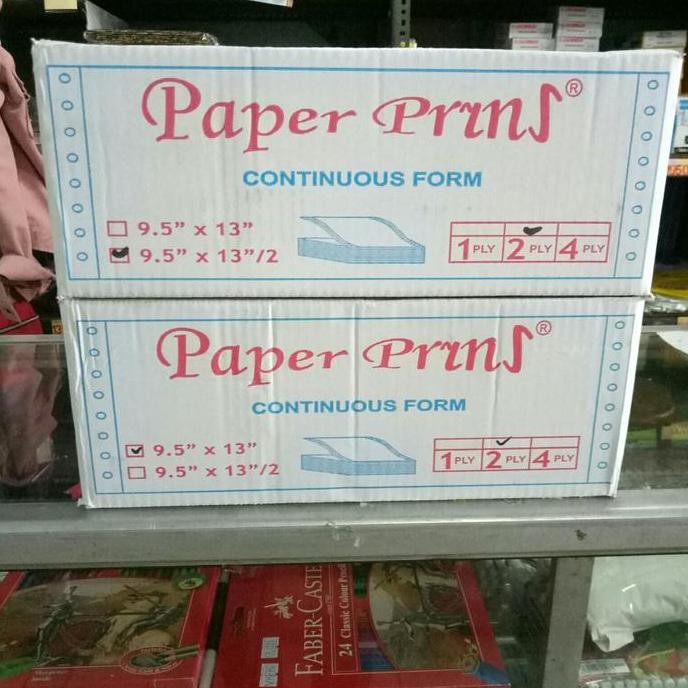 Paper Prins®
CONTINUOUS FORM
9.5" x 13"
9.5" x 13"/2
1 PLY 2 PLY 4 PLY
Paper Prins®
CONTINUOUS FORM
9.5" x 13"
9.5" x 13"/2
1 PLY 2 PLY 4 PLY
FABER-CASTE
24 Classic Colour Pencil